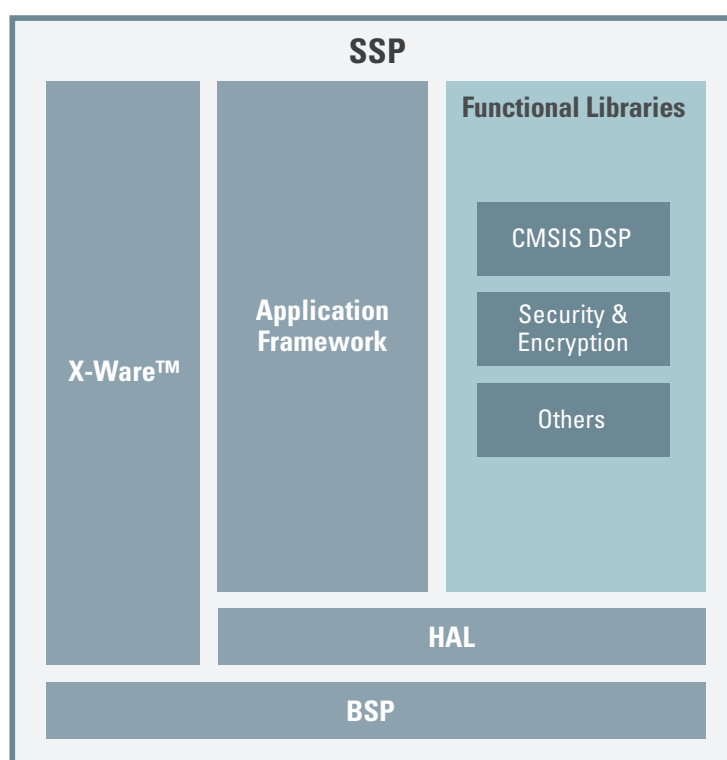 SSP
X-Ware™
Application
Framework
Functional Libraries
CMSIS DSP
Security &
Encryption
Others
HAL
BSP